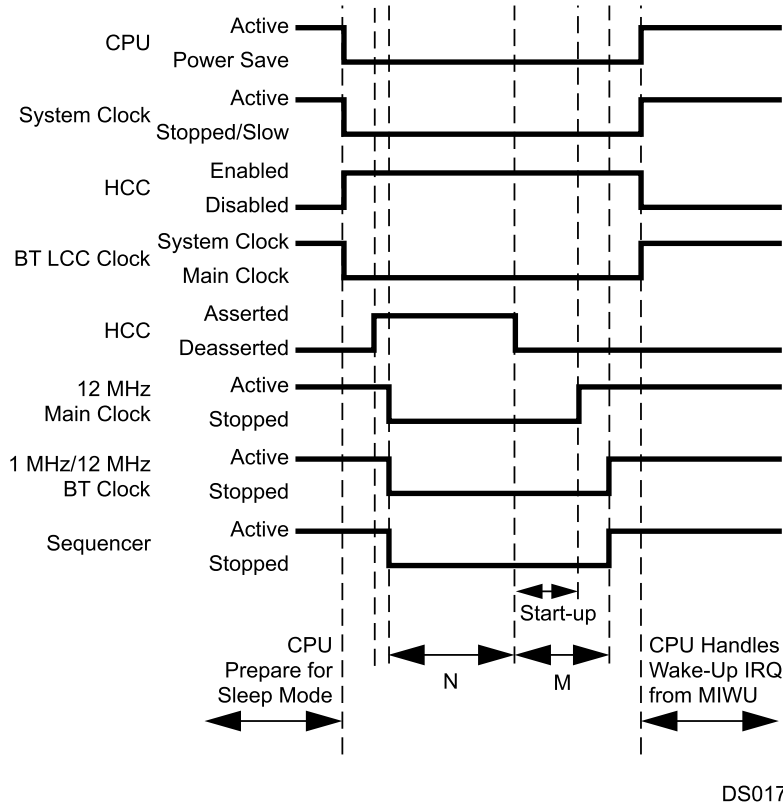 CPU
Active
Power Save
System Clock
Active
Stopped/Slow
HCC
Enabled
Disabled
BT LCC Clock
System Clock
Main Clock
HCC
Asserted
Deasserted
12 MHz
Main Clock
Active
Stopped
1 MHz/12 MHz
BT Clock
Active
Stopped
Sequencer
Active
Stopped
Start-up
CPU
Prepare for
Sleep Mode
N
M
CPU Handles
Wake-Up IRQ
from MIWU
DS017